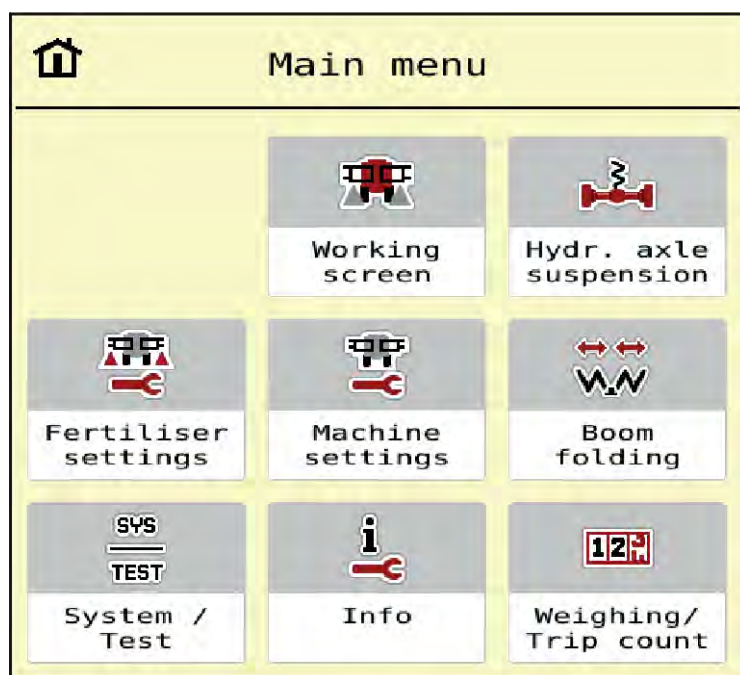 Main menu
Working
screen
Hydr. axle
suspension
Fertiliser
settings
Machine
settings
Boom
folding
SYS
TEST
System /
Test
i
Info
12
Weighing/
Trip count